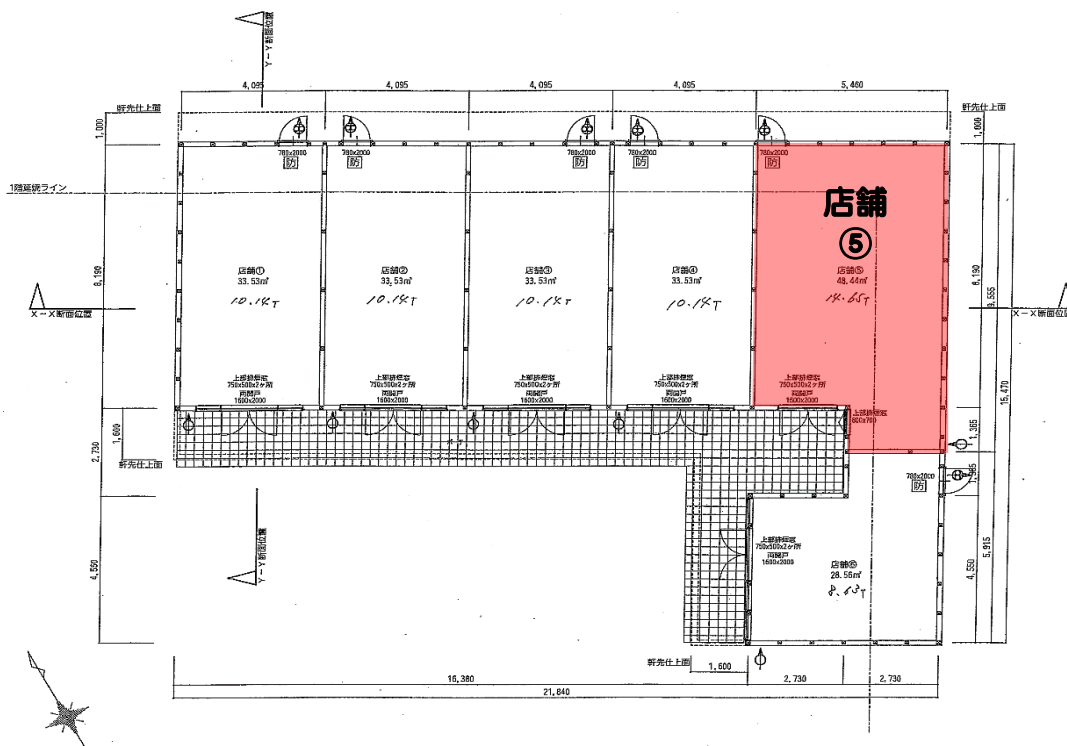 Y－Y断面位置
4,095
4,095
4,095
4,095
5,460
軒先仕上面
軒先仕上面
1,000
1,000
780x2000
防
780x2000
防
780x2000
防
780x2000
防
780x2000
防
1階延焼ライン
店舗
⑤
8,190
店舗①
33.53㎡
10.14T
店舗②
33.53㎡
10.14T
店舗③
33.53㎡
10.14T
店舗④
33.53㎡
10.14T
店舗⑤
48.44㎡
14.65T
8,190
9,555
15,470
X－X断面位置
X－X断面位置
上部排煙窓
750x500x2ヶ所
両開戸
1600x2000
上部排煙窓
750x500x2ヶ所
両開戸
1600x2000
上部排煙窓
750x500x2ヶ所
両開戸
1600x2000
上部排煙窓
750x500x2ヶ所
両開戸
1600x2000
上部排煙窓
750x500x2ヶ所
両開戸
1600x2000
上部排煙窓
600x700
2,730
1,600
1,365
軒先仕上面
780x2000
防
1,365
Y－Y断面位置
4,550
上部排煙窓
750x500x2ヶ所
両開戸
1600x2000
店舗⑥
28.56㎡
8.63T
4,550
5,915
軒先仕上面
1,600
16,380
2,730
2,730
21,840